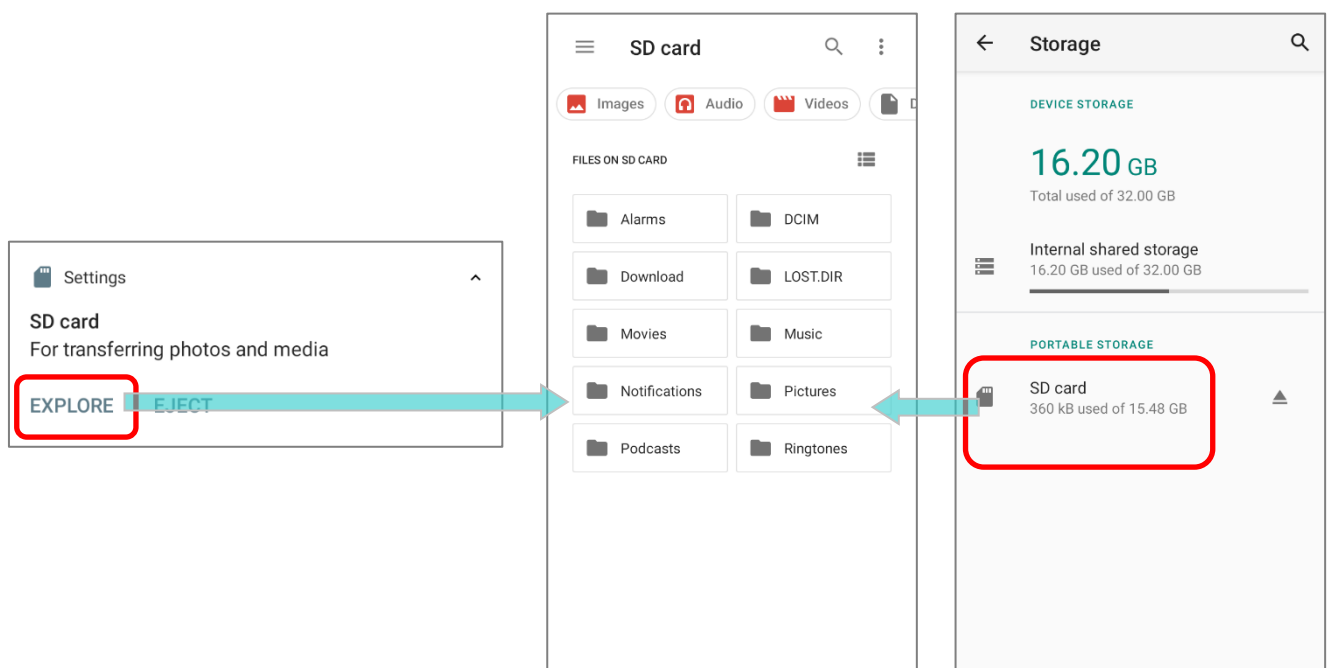 Settings
SD card
For transferring photos and media
EXPLORE EJECT
SD card
Images Audio Videos D
FILES ON SD CARD
Alarms DCIM
Download LOST.DIR
Movies Music
Notifications Pictures
Podcasts Ringtones
Storage
DEVICE STORAGE
16.20 GB
Total used of 32.00 GB
Internal shared storage
16.20 GB used of 32.00 GB
PORTABLE STORAGE
SD card
360 kB used of 15.48 GB